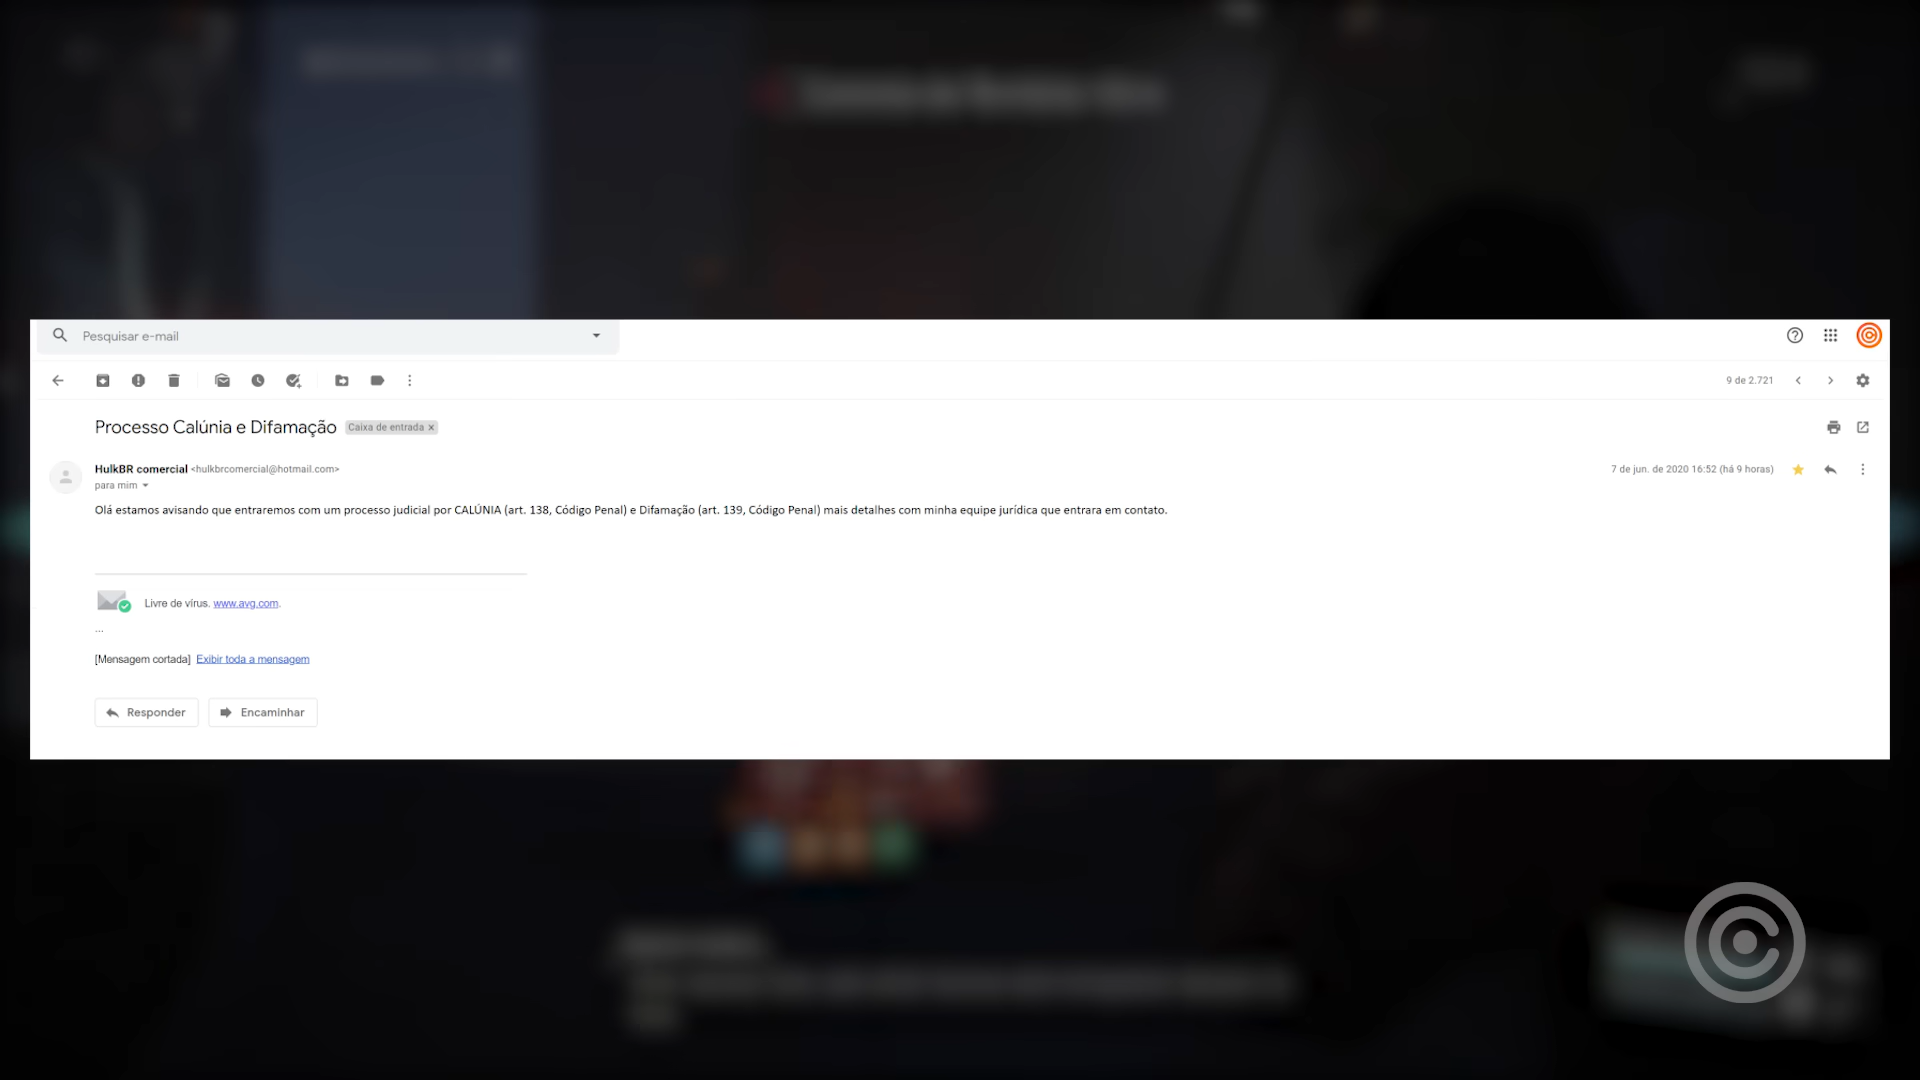 Pesquisar e-mail
9 de 2.721
Processo Calúnia e Difamação Caixa de entrada x
HulkBR comercial <hulkbrcomercial@hotmail.com>
7 de jun. de 2020 16:52 (há 9 horas)
para mim
Olá estamos avisando que entraremos com um processo judicial por CALÚNIA (art. 138, Código Penal) e Difamação (art. 139, Código Penal) mais detalhes com minha equipe jurídica que entrara em contato.
Livre de vírus. www.avg.com.
...
[Mensagem cortada] Exibir toda a mensagem
Responder Encaminhar